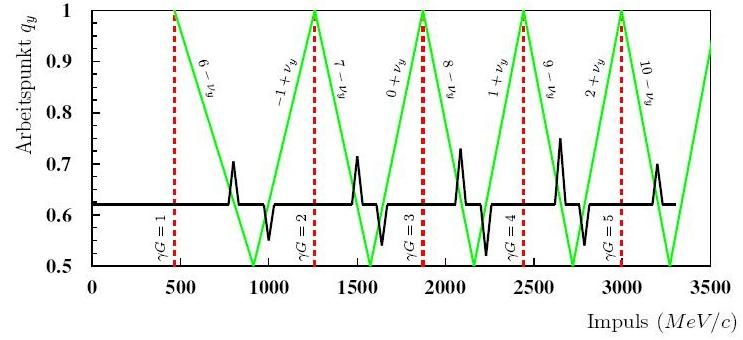 Arbeitspunkt q_y
1
0.9
0.8
0.7
0.6
0.5
6 − ν_y
−1 + ν_y
7 − ν_y
0 + ν_y
8 − ν_y
1 + ν_y
9 − ν_y
2 + ν_y
10 − ν_y
γG = 1
γG = 2
γG = 3
γG = 4
γG = 5
0 500 1000 1500 2000 2500 3000 3500
Impuls (MeV/c)